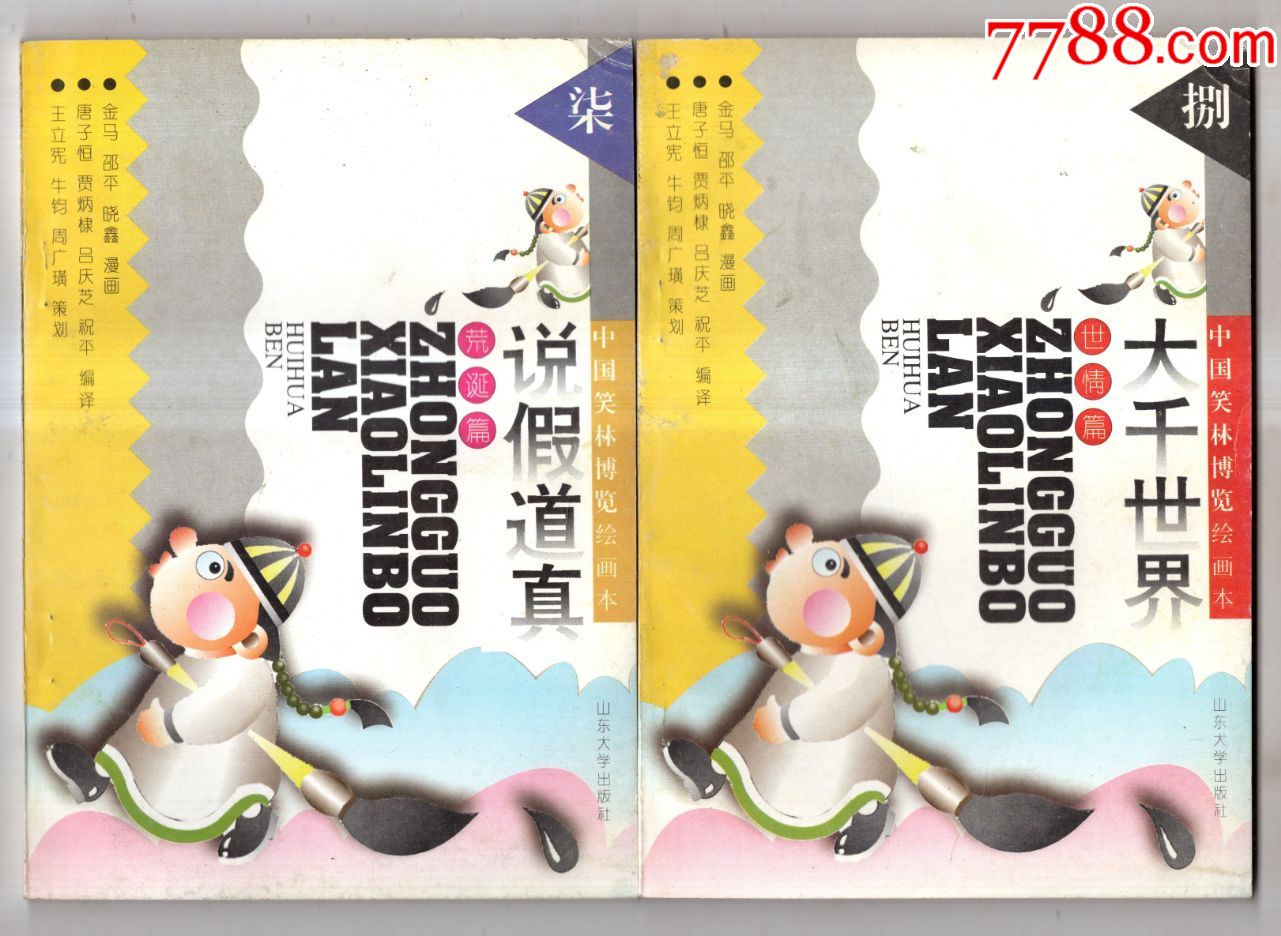 7788.com
柒
中国笑林博览绘画本
说假道真
荒诞篇
ZHONGGUO
XIAOLINBO
LAN
HUIHUA
BEN
金马 邵平 晓鑫 漫画
唐子恒 贾炳棣 吕庆芝 祝平 编译
王立宪 牛钧 周广璜 策划
山东大学出版社
捌
中国笑林博览绘画本
大千世界
世情篇
ZHONGGUO
XIAOLINBO
LAN
HUIHUA
BEN
金马 邵平 晓鑫 漫画
唐子恒 贾炳棣 吕庆芝 祝平 编译
王立宪 牛钧 周广璜 策划
山东大学出版社